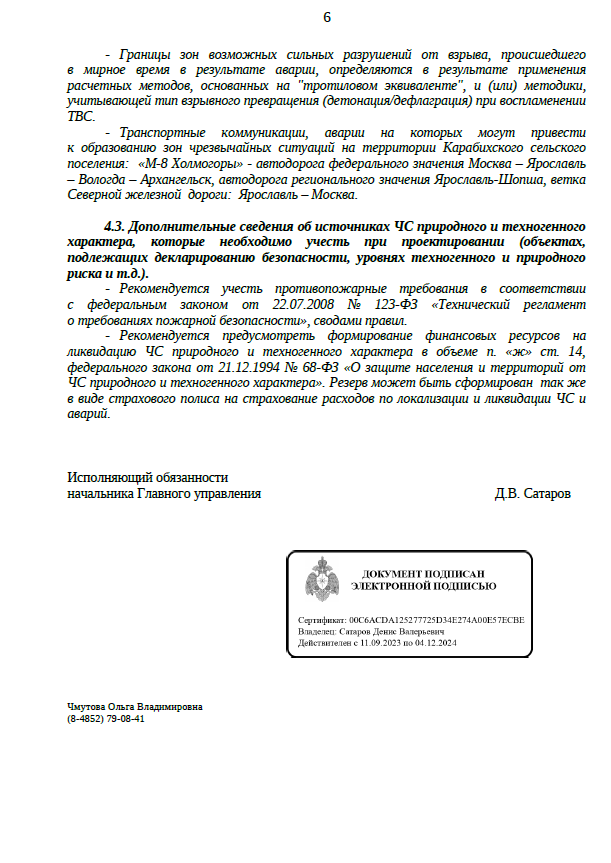 6
- Границы зон возможных сильных разрушений от взрыва, происшедшего
в мирное время в результате аварии, определяются в результате применения
расчетных методов, основанных на "тротиловом эквиваленте", и (или) методики,
учитывающей тип взрывного превращения (детонация/дефлаграция) при воспламенении
ТВС.
- Транспортные коммуникации, аварии на которых могут привести
к образованию зон чрезвычайных ситуаций на территории Карабихского сельского
поселения: «М-8 Холмогоры» - автодорога федерального значения Москва – Ярославль
– Вологда – Архангельск, автодорога регионального значения Ярославль-Шопша, ветка
Северной железной дороги: Ярославль – Москва.
4.3. Дополнительные сведения об источниках ЧС природного и техногенного
характера, которые необходимо учесть при проектировании (объектах,
подлежащих декларированию безопасности, уровнях техногенного и природного
риска и т.д.).
- Рекомендуется учесть противопожарные требования в соответствии
с федеральным законом от 22.07.2008 № 123-ФЗ «Технический регламент
о требованиях пожарной безопасности», сводами правил.
- Рекомендуется предусмотреть формирование финансовых ресурсов на
ликвидацию ЧС природного и техногенного характера в объеме п. «ж» ст. 14,
федерального закона от 21.12.1994 № 68-ФЗ «О защите населения и территорий от
ЧС природного и техногенного характера». Резерв может быть сформирован так же
в виде страхового полиса на страхование расходов по локализации и ликвидации ЧС и
аварий.
Исполняющий обязанности
начальника Главного управления Д.В. Сатаров
ДОКУМЕНТ ПОДПИСАН
ЭЛЕКТРОННОЙ ПОДПИСЬЮ
Сертификат: 00C6ACDA125277725D34E274A00E57ECBE
Владелец: Сатаров Денис Валерьевич
Действителен с 11.09.2023 по 04.12.2024
Чмутова Ольга Владимировна
(8-4852) 79-08-41